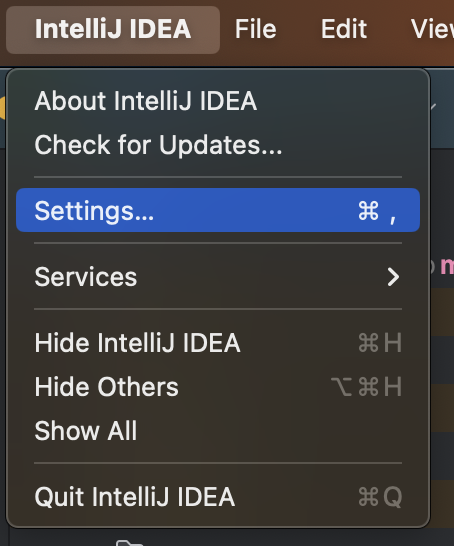 IntelliJ IDEA File Edit
About IntelliJ IDEA
Check for Updates...
Settings... ⌘ ,
Services
Hide IntelliJ IDEA ⌘H
Hide Others ⌥⌘H
Show All
Quit IntelliJ IDEA ⌘Q